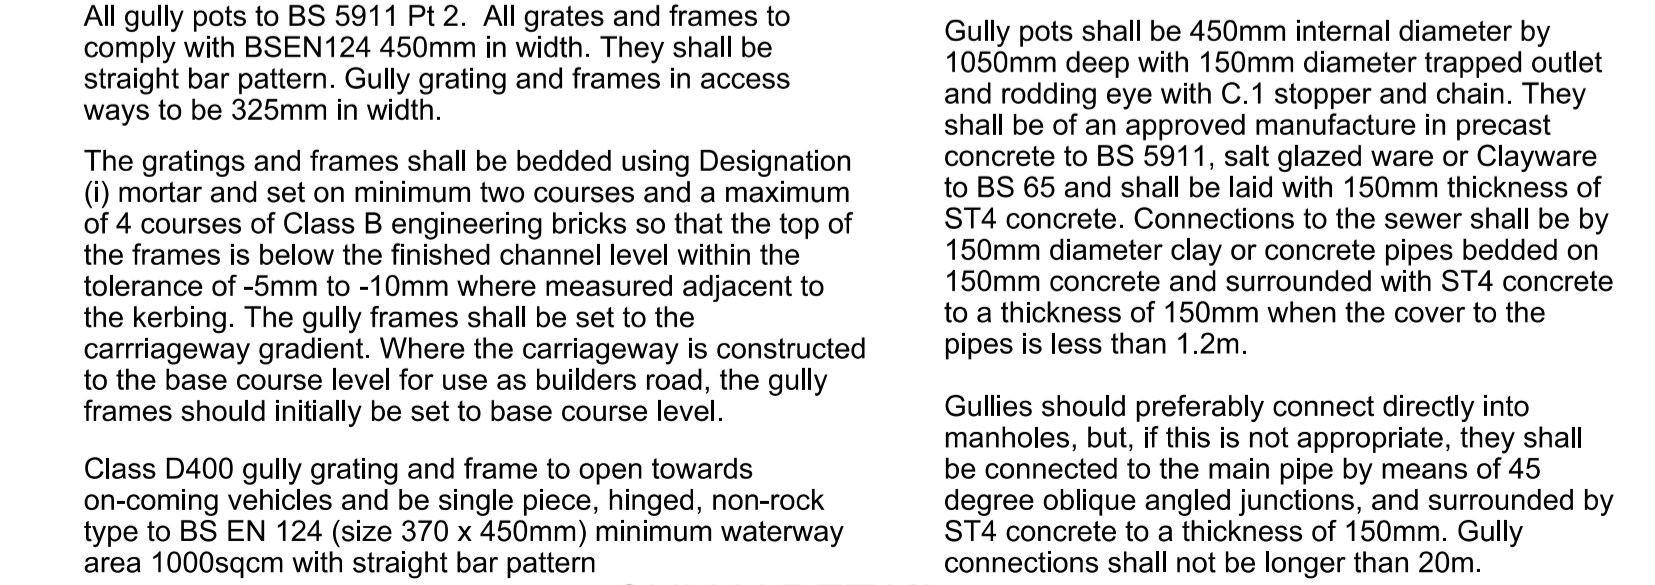 All gully pots to BS 5911 Pt 2.  All grates and frames to
comply with BSEN124 450mm in width. They shall be
straight bar pattern. Gully grating and frames in access
ways to be 325mm in width.
The gratings and frames shall be bedded using Designation
(i) mortar and set on minimum two courses and a maximum
of 4 courses of Class B engineering bricks so that the top of
the frames is below the finished channel level within the
tolerance of -5mm to -10mm where measured adjacent to
the kerbing. The gully frames shall be set to the
carrriageway gradient. Where the carriageway is constructed
to the base course level for use as builders road, the gully
frames should initially be set to base course level.
Class D400 gully grating and frame to open towards
on-coming vehicles and be single piece, hinged, non-rock
type to BS EN 124 (size 370 x 450mm) minimum waterway
area 1000sqcm with straight bar pattern
Gully pots shall be 450mm internal diameter by
1050mm deep with 150mm diameter trapped outlet
and rodding eye with C.1 stopper and chain. They
shall be of an approved manufacture in precast
concrete to BS 5911, salt glazed ware or Clayware
to BS 65 and shall be laid with 150mm thickness of
ST4 concrete. Connections to the sewer shall be by
150mm diameter clay or concrete pipes bedded on
150mm concrete and surrounded with ST4 concrete
to a thickness of 150mm when the cover to the
pipes is less than 1.2m.
Gullies should preferably connect directly into
manholes, but, if this is not appropriate, they shall
be connected to the main pipe by means of 45
degree oblique angled junctions, and surrounded by
ST4 concrete to a thickness of 150mm. Gully
connections shall not be longer than 20m.